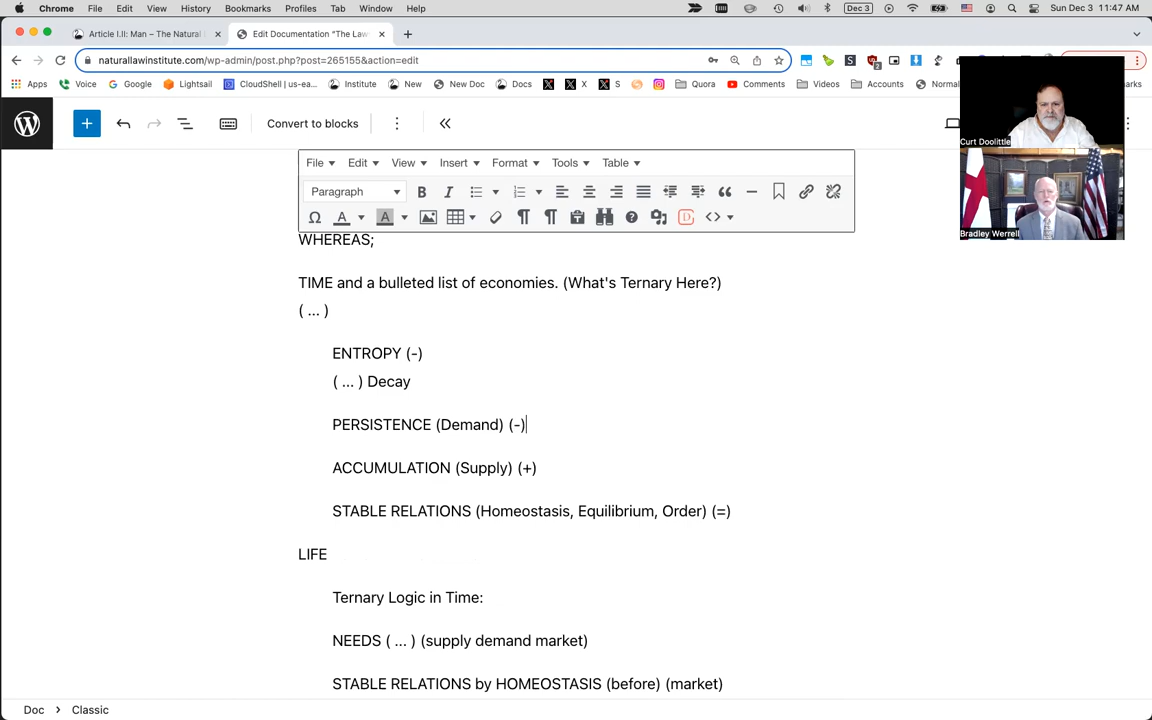 Chrome File Edit View History Bookmarks Profiles Tab Window Help Dec 3 Sun Dec 3 11:47 AM
Article I.II: Man – The Natural Edit Documentation "The Law
naturallawinstitute.com/wp-admin/post.php?post=265155&action=edit
Apps Voice Google Lightsail CloudShell | us-ea... Institute New New Doc Docs X S Quora Comments Videos Accounts Normal marks
Convert to blocks
Curt Doolittle
Bradley Werrell
File Edit View Insert Format Tools Table
Paragraph
WHEREAS;
TIME and a bulleted list of economies. (What's Ternary Here?)
( ... )
ENTROPY (-)
( ... ) Decay
PERSISTENCE (Demand) (-)
ACCUMULATION (Supply) (+)
STABLE RELATIONS (Homeostasis, Equilibrium, Order) (=)
LIFE
Ternary Logic in Time:
NEEDS ( ... ) (supply demand market)
STABLE RELATIONS by HOMEOSTASIS (before) (market)
Doc > Classic